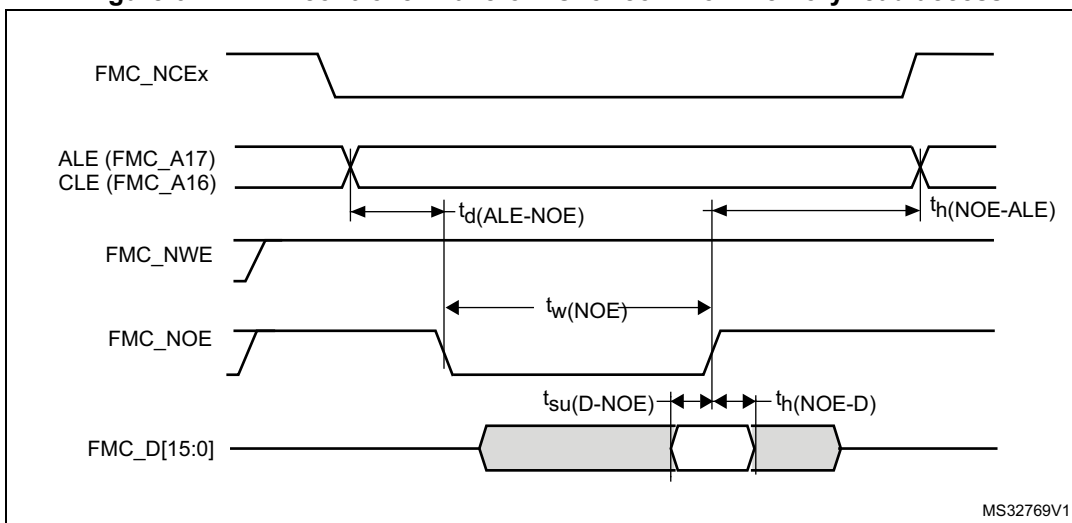 FMC_NCEx
ALE (FMC_A17)
CLE (FMC_A16)
td(ALE-NOE)
th(NOE-ALE)
FMC_NWE
tw(NOE)
FMC_NOE
tsu(D-NOE)
th(NOE-D)
FMC_D[15:0]
MS32769V1